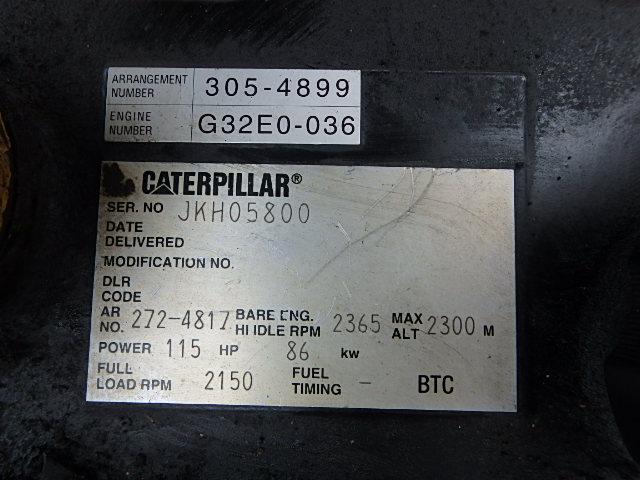 ARRANGEMENT NUMBER 305-4899
ENGINE NUMBER G32E0-036
CATERPILLAR®
SER. NO JKH05800
DATE DELIVERED
MODIFICATION NO.
DLR CODE
AR NO. 272-4817 BARE ENG. HI IDLE RPM 2365 MAX ALT 2300 M
POWER 115 HP 86 kw
FULL LOAD RPM 2150 FUEL TIMING - BTC